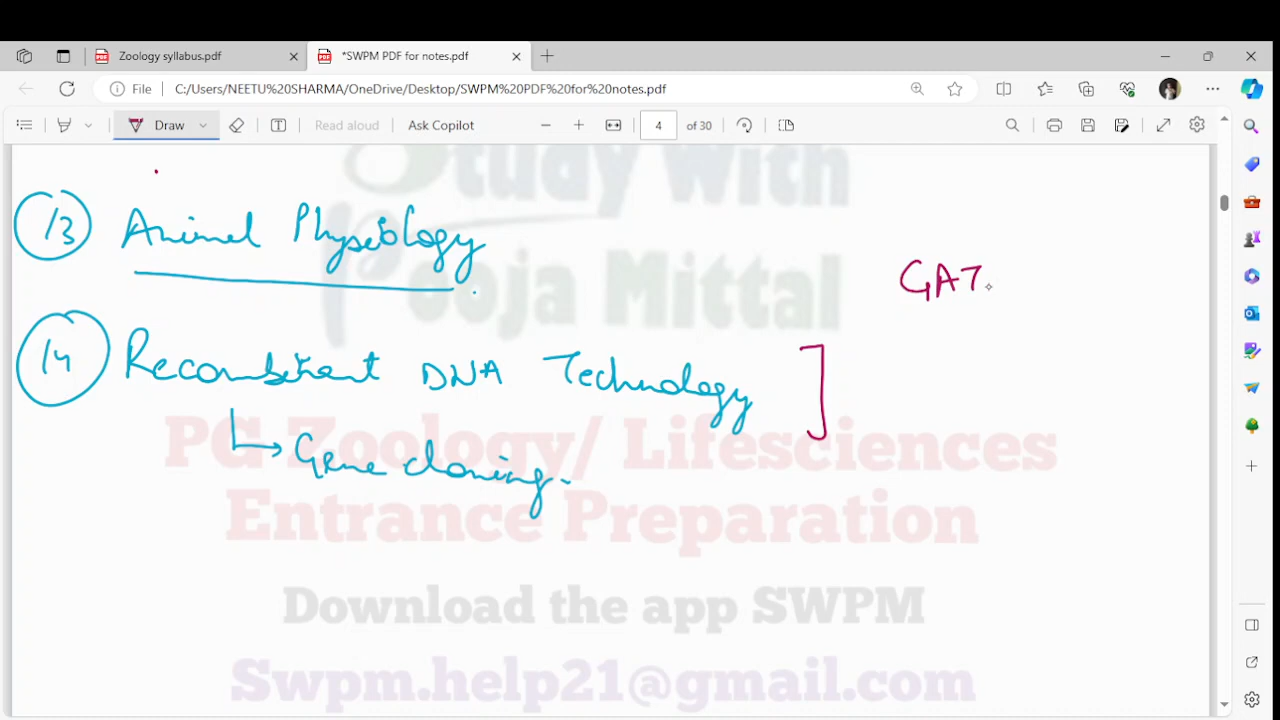 Zoology syllabus.pdf
*SWPM PDF for notes.pdf
File
C:/Users/NEETU%20SHARMA/OneDrive/Desktop/SWPM%20PDF%20for%20notes.pdf
Draw
Read aloud
Ask Copilot
4 of 30
Study With
Pooja Mittal
13 Animal Physiology
GAT
14 Recombinant DNA Technology
Gene cloning.
PG Zoology/ Lifesciences
Entrance Preparation
Download the app SWPM
Swpm.help21@gmail.com